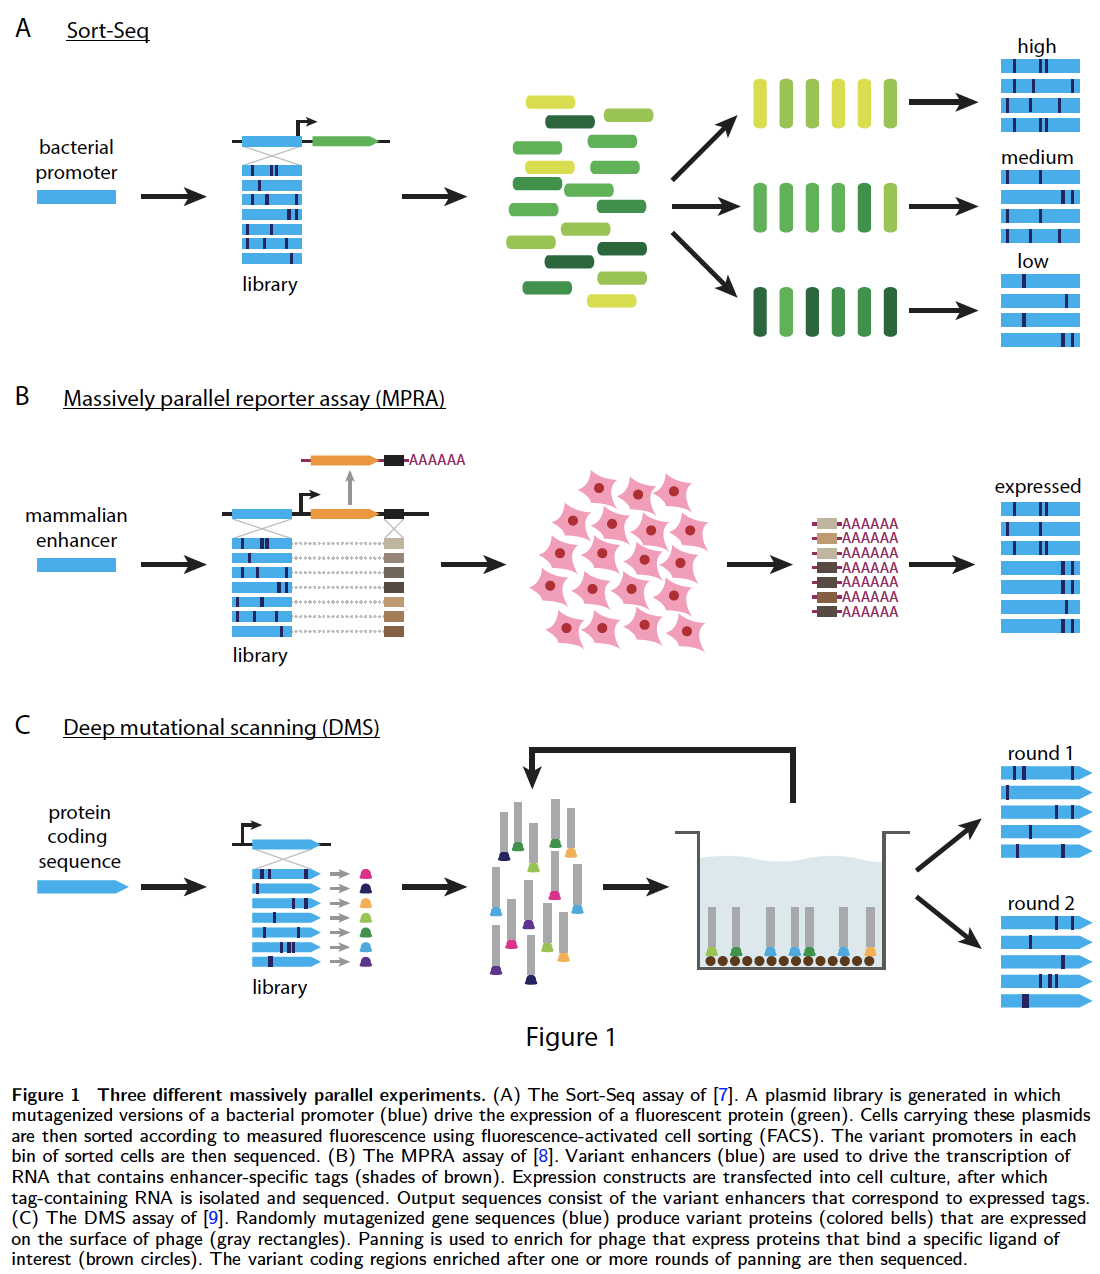 A Sort-Seq
bacterial
promoter
library
high
medium
low
B Massively parallel reporter assay (MPRA)
AAAAAA
mammalian
enhancer
library
AAAAAA
AAAAAA
AAAAAA
AAAAAA
AAAAAA
AAAAAA
AAAAAA
expressed
C Deep mutational scanning (DMS)
protein
coding
sequence
library
round 1
round 2
Figure 1
Figure 1 Three different massively parallel experiments. (A) The Sort-Seq assay of [7]. A plasmid library is generated in which
mutagenized versions of a bacterial promoter (blue) drive the expression of a fluorescent protein (green). Cells carrying these plasmids
are then sorted according to measured fluorescence using fluorescence-activated cell sorting (FACS). The variant promoters in each
bin of sorted cells are then sequenced. (B) The MPRA assay of [8]. Variant enhancers (blue) are used to drive the transcription of
RNA that contains enhancer-specific tags (shades of brown). Expression constructs are transfected into cell culture, after which
tag-containing RNA is isolated and sequenced. Output sequences consist of the variant enhancers that correspond to expressed tags.
(C) The DMS assay of [9]. Randomly mutagenized gene sequences (blue) produce variant proteins (colored bells) that are expressed
on the surface of phage (gray rectangles). Panning is used to enrich for phage that express proteins that bind a specific ligand of
interest (brown circles). The variant coding regions enriched after one or more rounds of panning are then sequenced.